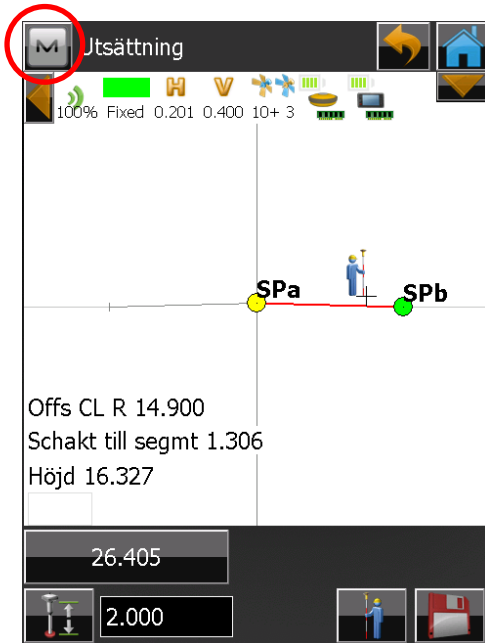 M Utsättning
H V
100% Fixed 0.201 0.400 10+ 3
SPa SPb
Offs CL R 14.900
Schakt till segmt 1.306
Höjd 16.327
26.405
2.000